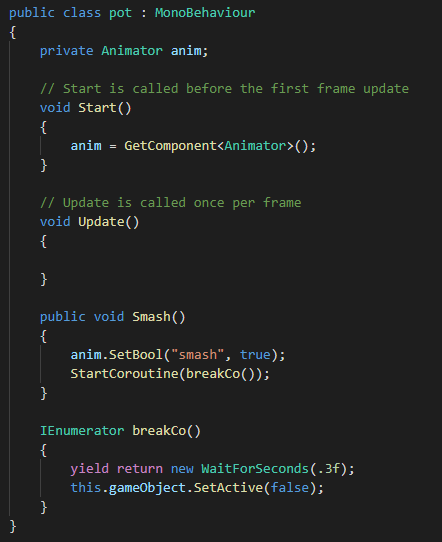 public class pot : MonoBehaviour
{
    private Animator anim;

    // Start is called before the first frame update
    void Start()
    {
        anim = GetComponent<Animator>();
    }

    // Update is called once per frame
    void Update()
    {

    }

    public void Smash()
    {
        anim.SetBool("smash", true);
        StartCoroutine(breakCo());
    }

    IEnumerator breakCo()
    {
        yield return new WaitForSeconds(.3f);
        this.gameObject.SetActive(false);
    }
}